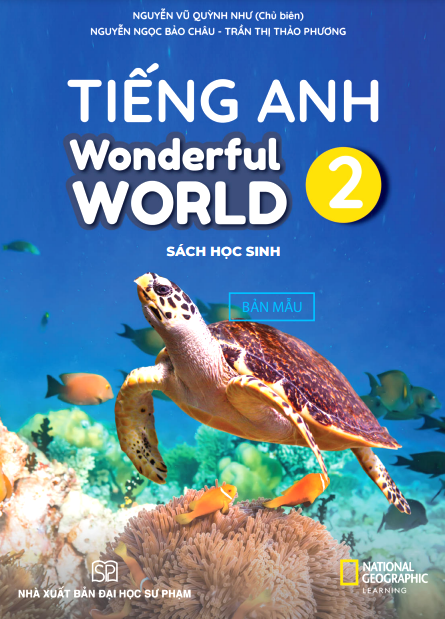 NGUYỄN VŨ QUỲNH NHƯ (Chủ biên)
NGUYỄN NGỌC BẢO CHÂU - TRẦN THỊ THẢO PHƯƠNG
TIẾNG ANH
Wonderful
WORLD 2
SÁCH HỌC SINH
BẢN MẪU
SP
NHÀ XUẤT BẢN ĐẠI HỌC SƯ PHẠM
NATIONAL
GEOGRAPHIC
LEARNING